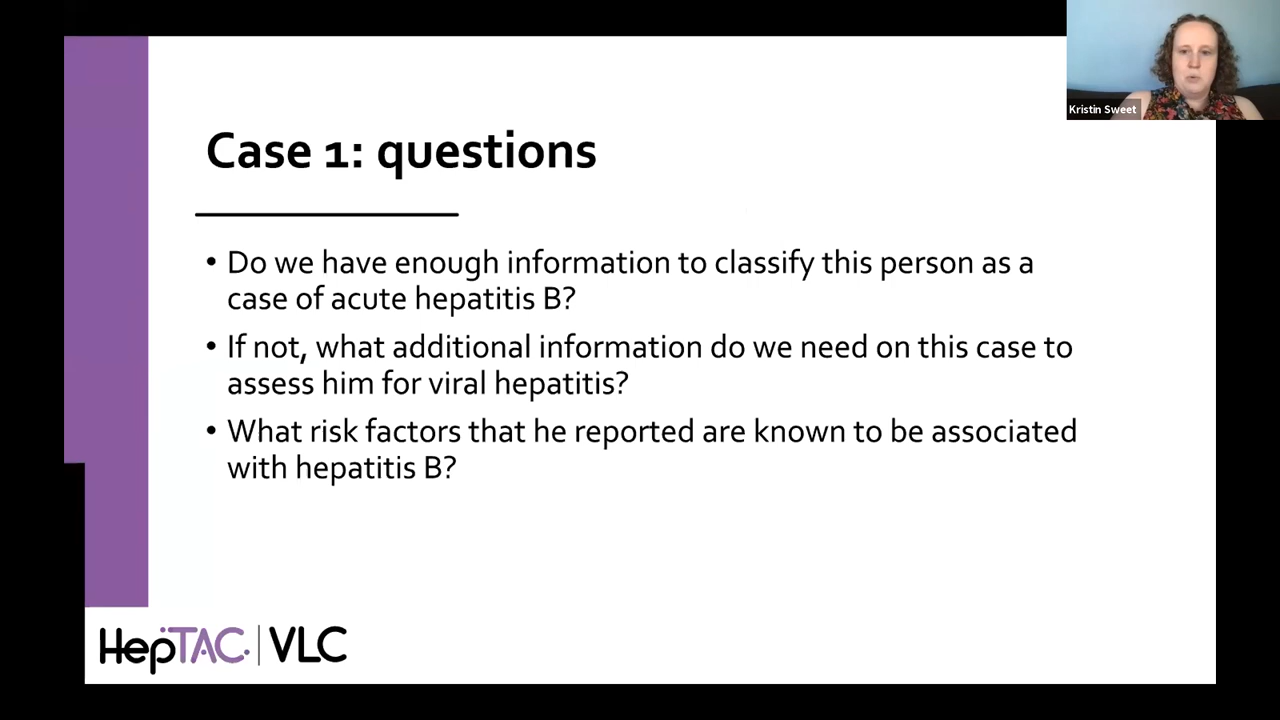 Kristin Sweet
Case 1: questions
• Do we have enough information to classify this person as a
case of acute hepatitis B?
• If not, what additional information do we need on this case to
assess him for viral hepatitis?
• What risk factors that he reported are known to be associated
with hepatitis B?
HepTAC. | VLC